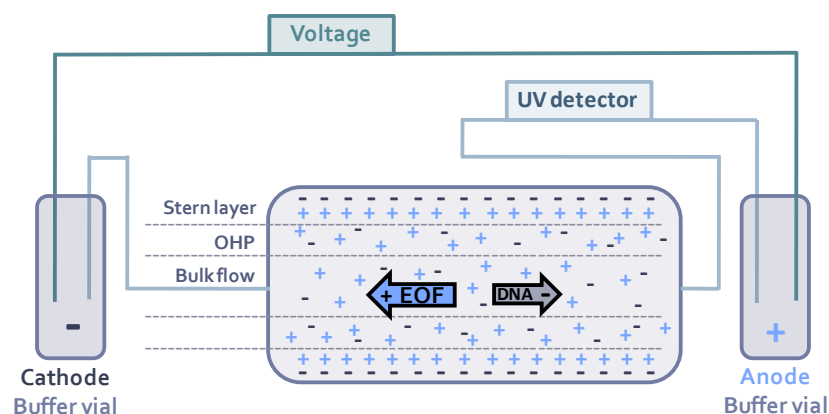 Voltage
UV detector
Stern layer
OHP
Bulk flow
+ EOF
DNA -
-
+
Cathode
Buffer vial
Anode
Buffer vial